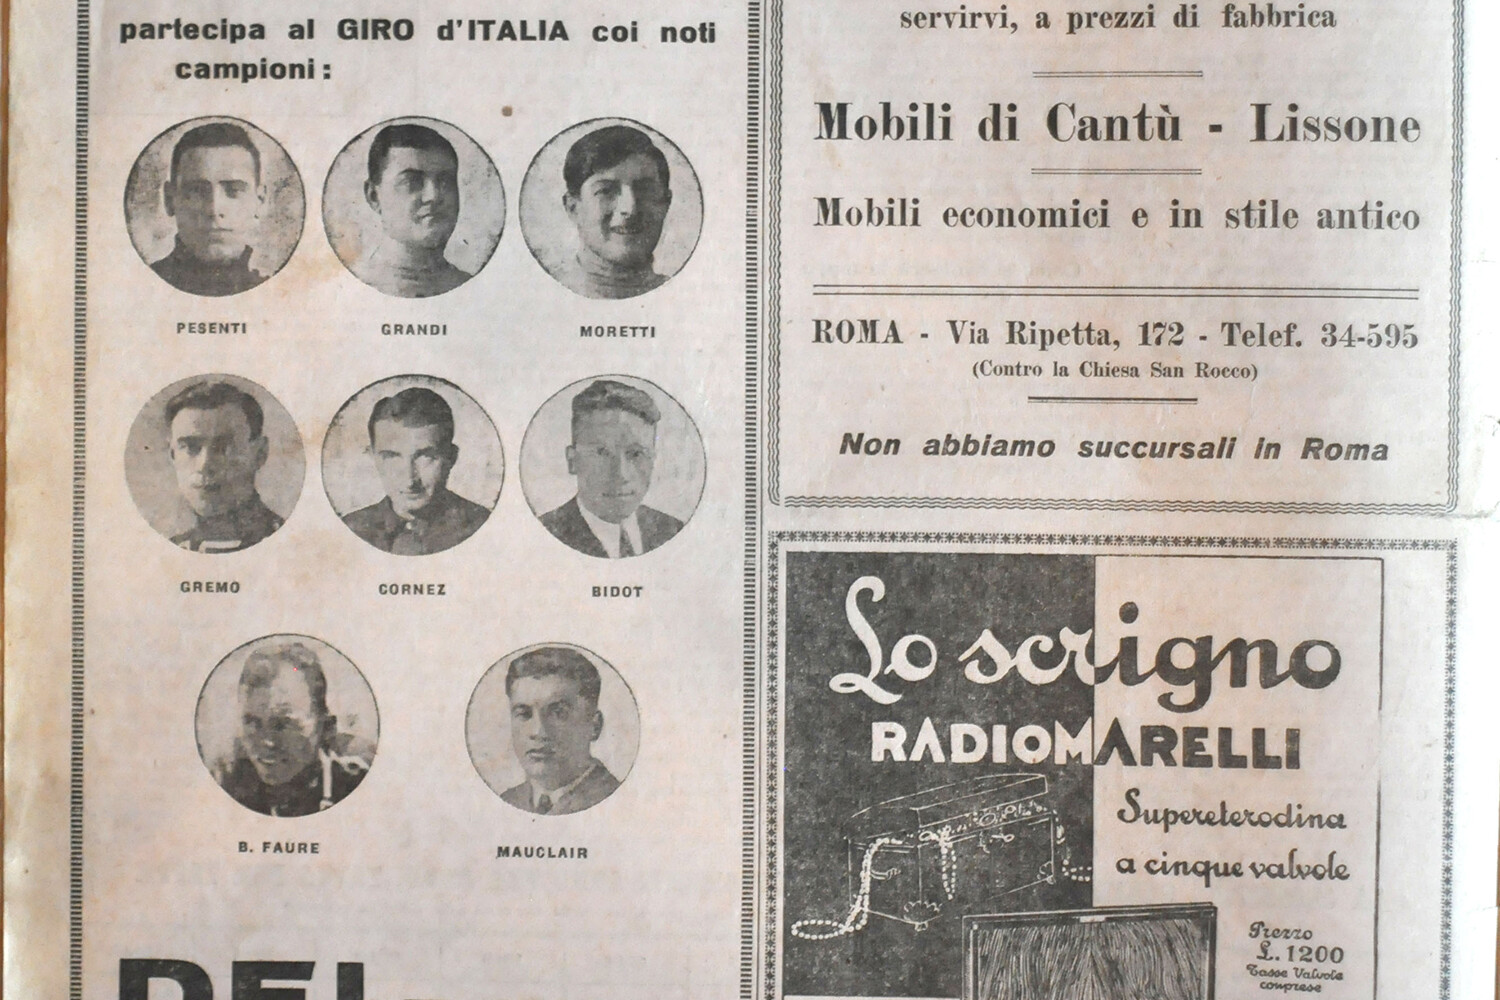 partecipa al GIRO d'ITALIA coi noti
campioni:
PESENTI
GRANDI
MORETTI
GREMO
CORNEZ
BIDOT
B. FAURE
MAUCLAIR
servirvi, a prezzi di fabbrica
Mobili di Cantù - Lissone
Mobili economici e in stile antico
ROMA - Via Ripetta, 172 - Telef. 34-595
(Contro la Chiesa San Rocco)
Non abbiamo succursali in Roma
Lo scrigno
RADIOMARELLI
Supereterodina
a cinque valvole
Prezzo
L. 1200
Tasse Valvole
comprese